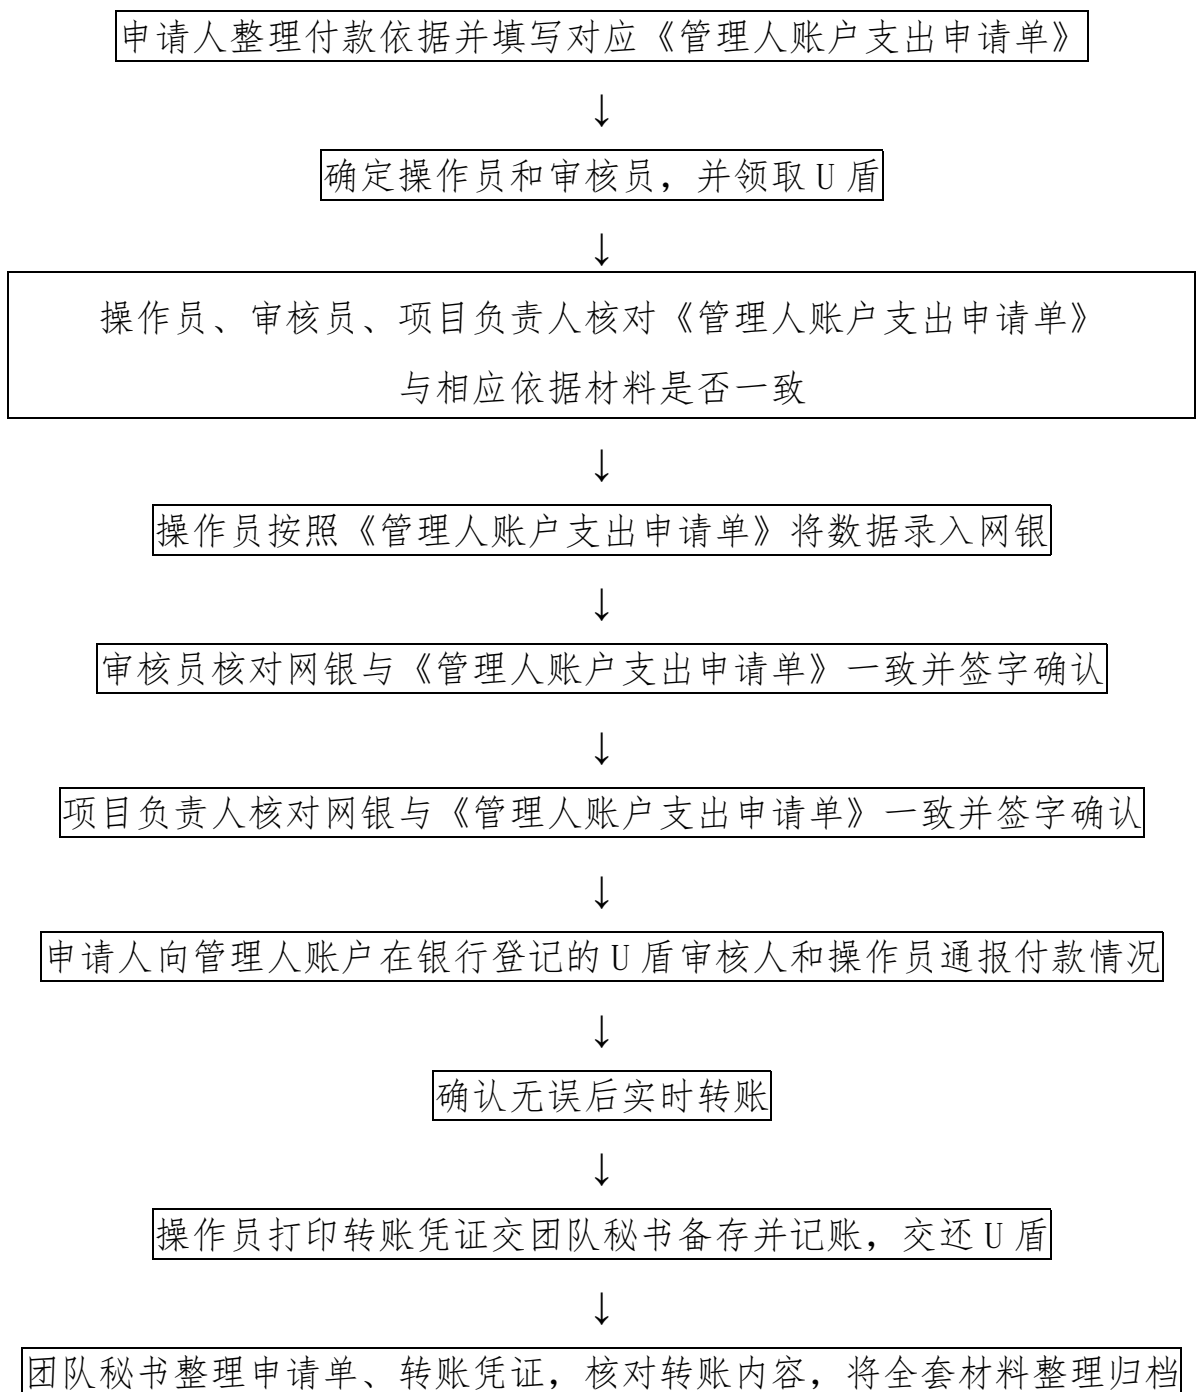 申请人整理付款依据并填写对应《管理人账户支出申请单》
↓
确定操作员和审核员，并领取 U 盾
↓
操作员、审核员、项目负责人核对《管理人账户支出申请单》
与相应依据材料是否一致
↓
操作员按照《管理人账户支出申请单》将数据录入网银
↓
审核员核对网银与《管理人账户支出申请单》一致并签字确认
↓
项目负责人核对网银与《管理人账户支出申请单》一致并签字确认
↓
申请人向管理人账户在银行登记的 U 盾审核人和操作员通报付款情况
↓
确认无误后实时转账
↓
操作员打印转账凭证交团队秘书备存并记账，交还 U 盾
↓
团队秘书整理申请单、转账凭证，核对转账内容，将全套材料整理归档